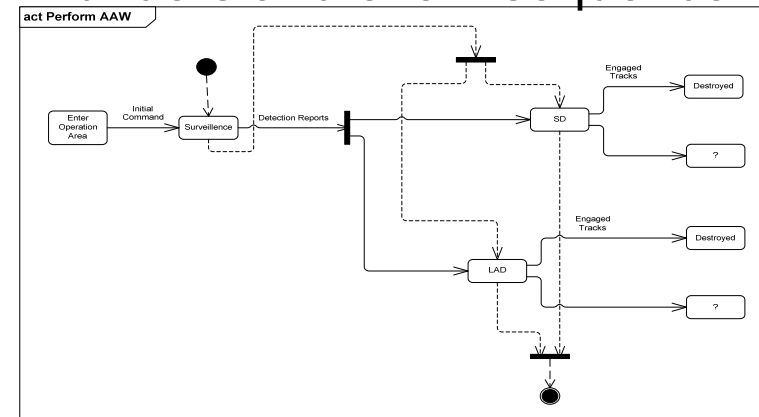 act Perform AAW
Enter
Operation
Area
Initial
Command
Surveillence
Detection Reports
SD
Engaged
Tracks
Destroyed
?
LAD
Engaged
Tracks
Destroyed
?